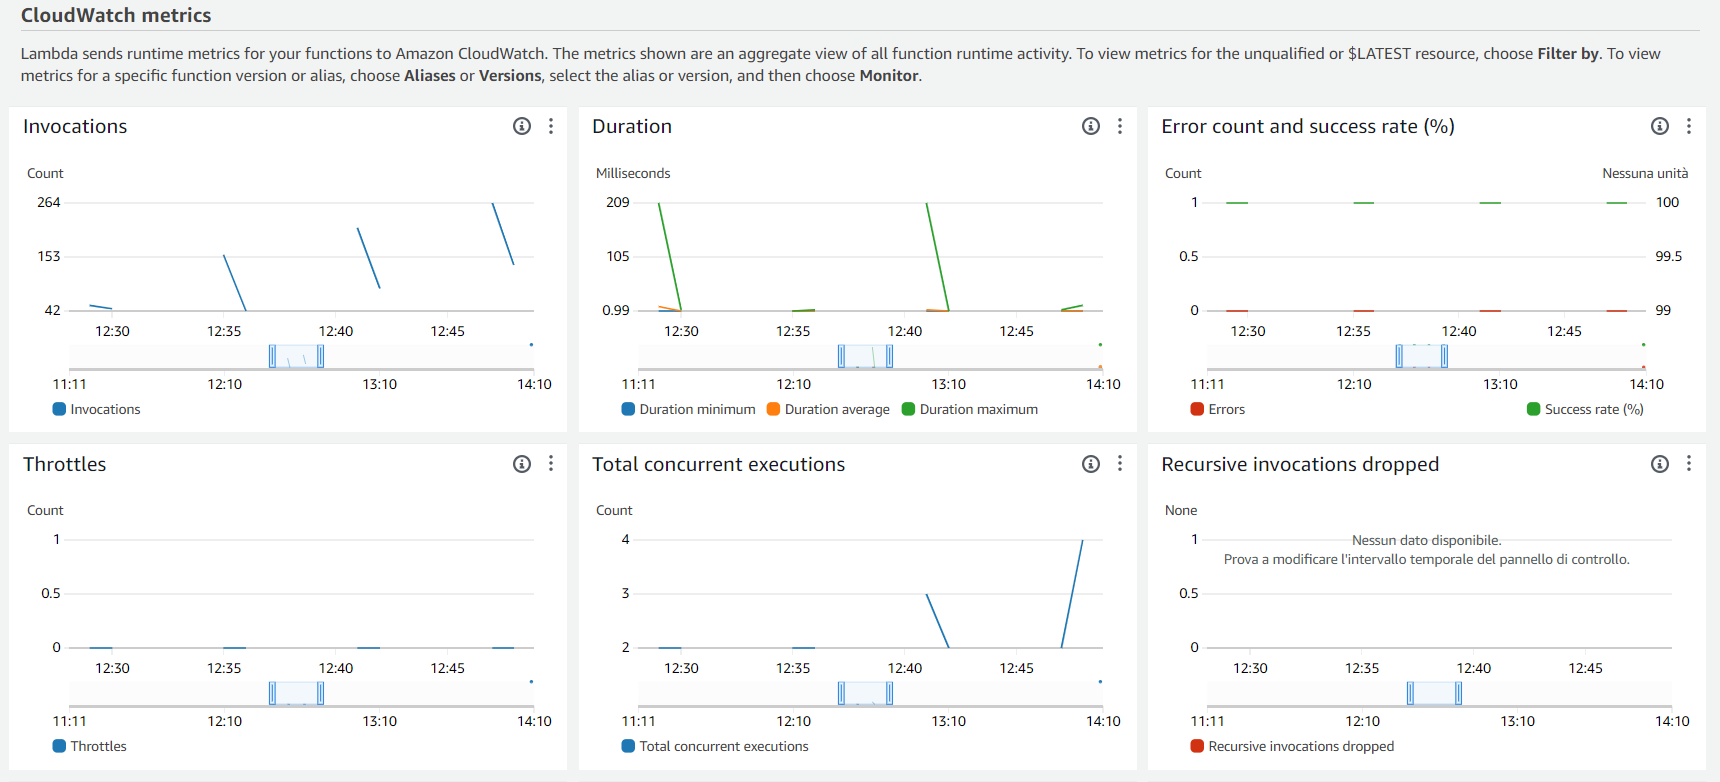 CloudWatch metrics
Lambda sends runtime metrics for your functions to Amazon CloudWatch. The metrics shown are an aggregate view of all function runtime activity. To view metrics for the unqualified or $LATEST resource, choose Filter by. To view
metrics for a specific function version or alias, choose Aliases or Versions, select the alias or version, and then choose Monitor.
Invocations
Count
264
153
42
12:30 12:35 12:40 12:45
11:11 12:10 13:10 14:10
Invocations
Duration
Milliseconds
209
105
0.99
12:30 12:35 12:40 12:45
11:11 12:10 13:10 14:10
Duration minimum Duration average Duration maximum
Error count and success rate (%)
Count Nessuna unità
1 100
0.5 99.5
0 99
12:30 12:35 12:40 12:45
11:11 12:10 13:10 14:10
Errors Success rate (%)
Throttles
Count
1
0.5
0
12:30 12:35 12:40 12:45
11:11 12:10 13:10 14:10
Throttles
Total concurrent executions
Count
4
3
2
12:30 12:35 12:40 12:45
11:11 12:10 13:10 14:10
Total concurrent executions
Recursive invocations dropped
None
1
Nessun dato disponibile.
Prova a modificare l'intervallo temporale del pannello di controllo.
0.5
0
12:30 12:35 12:40 12:45
11:11 12:10 13:10 14:10
Recursive invocations dropped